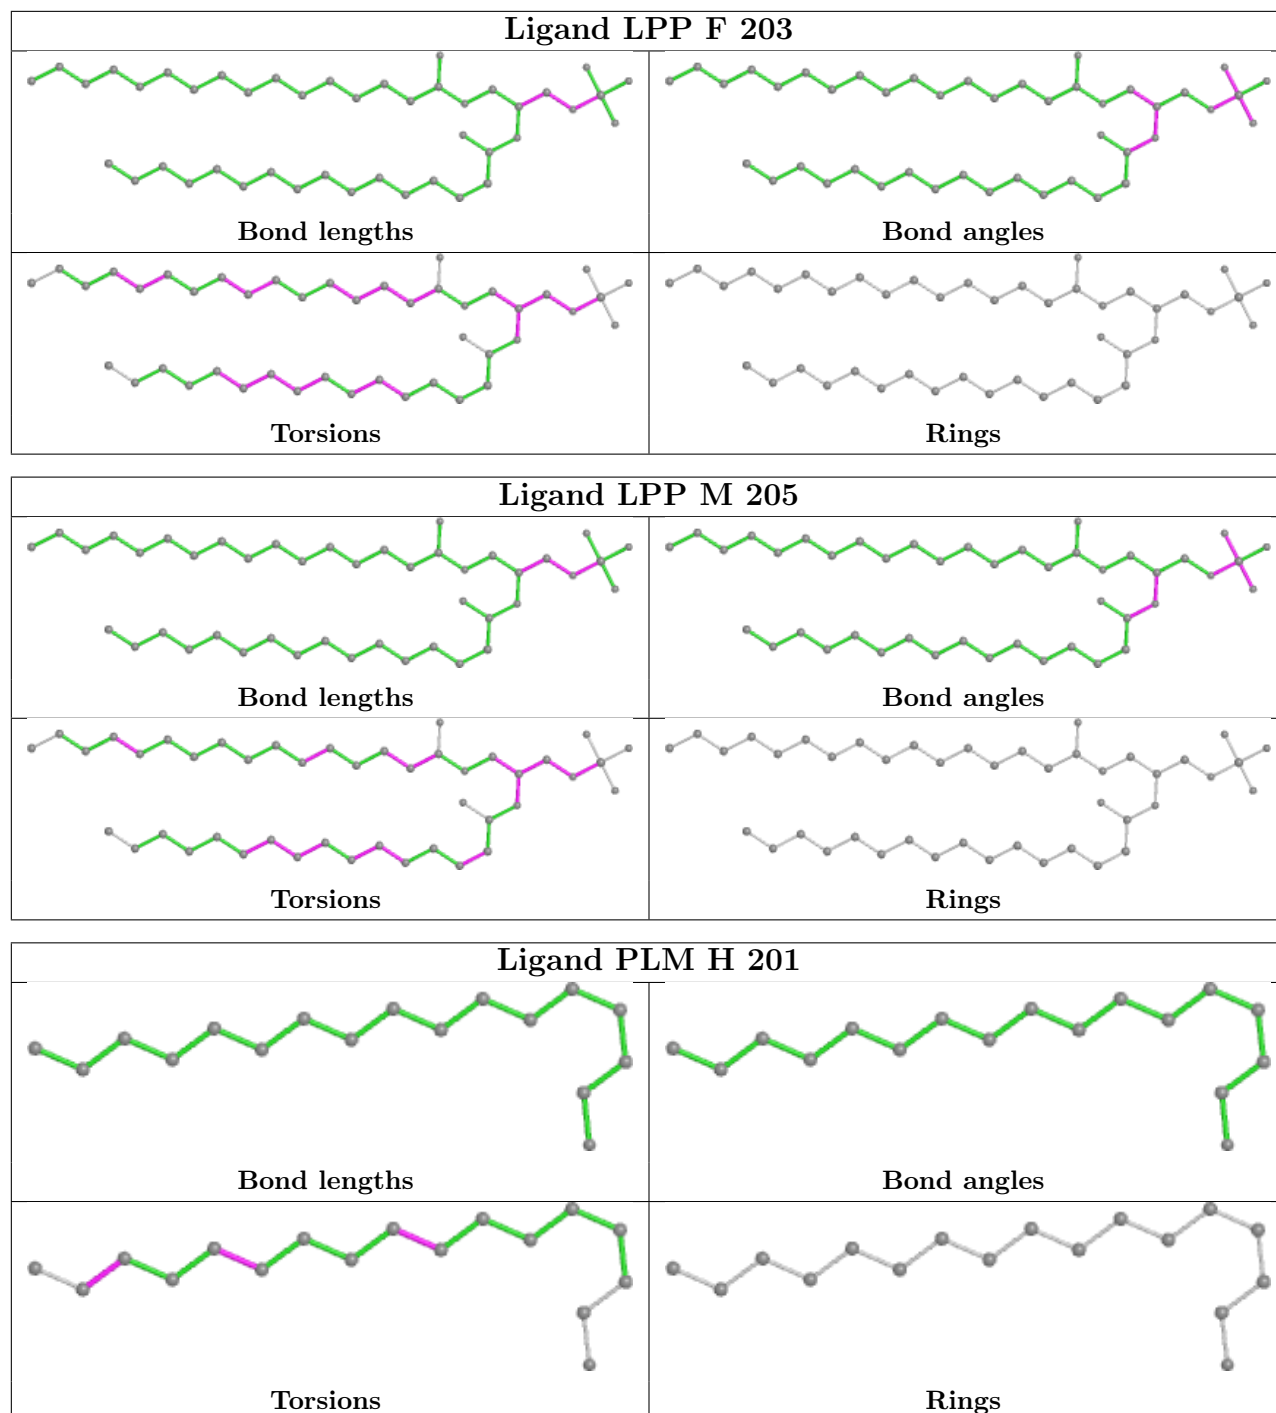 Ligand LPP F 203
Bond lengths
Bond angles
Torsions
Rings
Ligand LPP M 205
Bond lengths
Bond angles
Torsions
Rings
Ligand PLM H 201
Bond lengths
Bond angles
Torsions
Rings